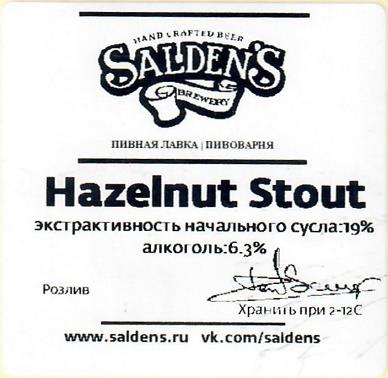 HAND CRAFTED BEER
SALDEN'S
BREWERY
ПИВНАЯ ЛАВКА | ПИВОВАРНЯ
Hazelnut Stout
экстрактивность начального сусла:19%
алкоголь:6.3%
Розлив
Хранить при 2-12С
www.saldens.ru vk.com/saldens